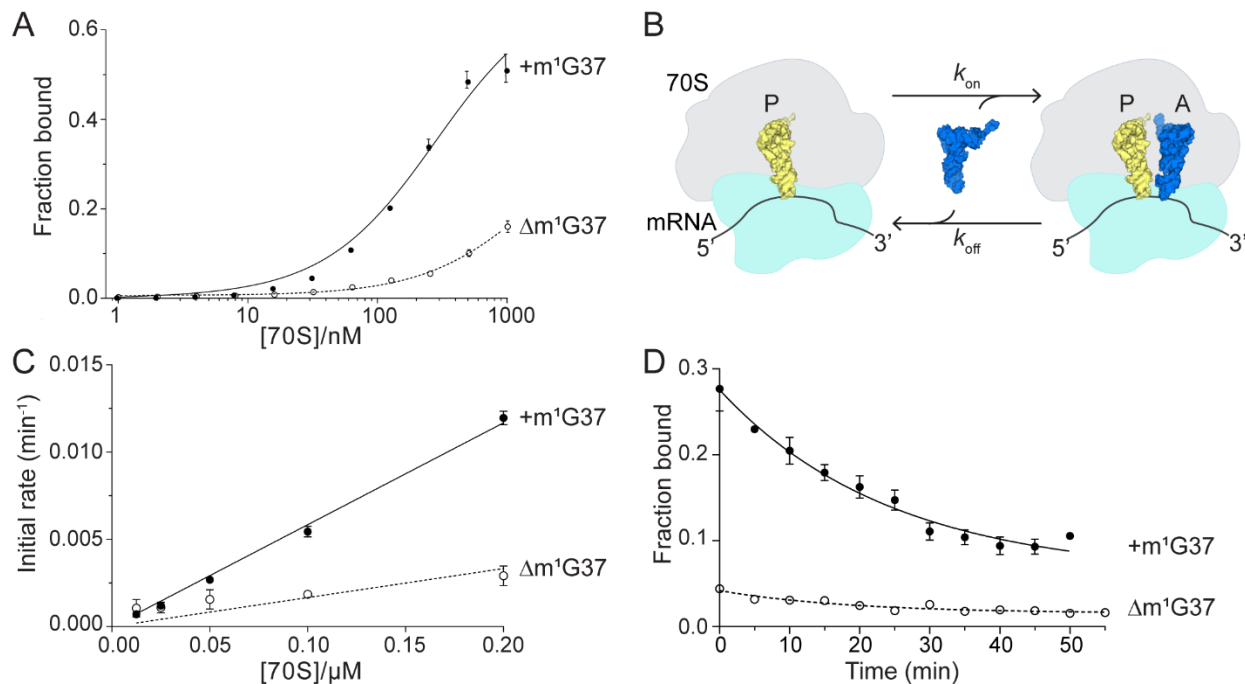 A
0.6
0.4
0.2
0.0
1
10
100
1000
Fraction bound
[70S]/nM
+m¹G37
Δm¹G37
B
70S
P
kon
P
A
mRNA
5’
3’
koff
5’
3’
C
0.015
0.010
0.005
0.000
0.00
0.05
0.10
0.15
0.20
Initial rate (min⁻¹)
[70S]/µM
+m¹G37
Δm¹G37
D
0.3
0.2
0.1
0.0
0
10
20
30
40
50
Fraction bound
Time (min)
+m¹G37
Δm¹G37